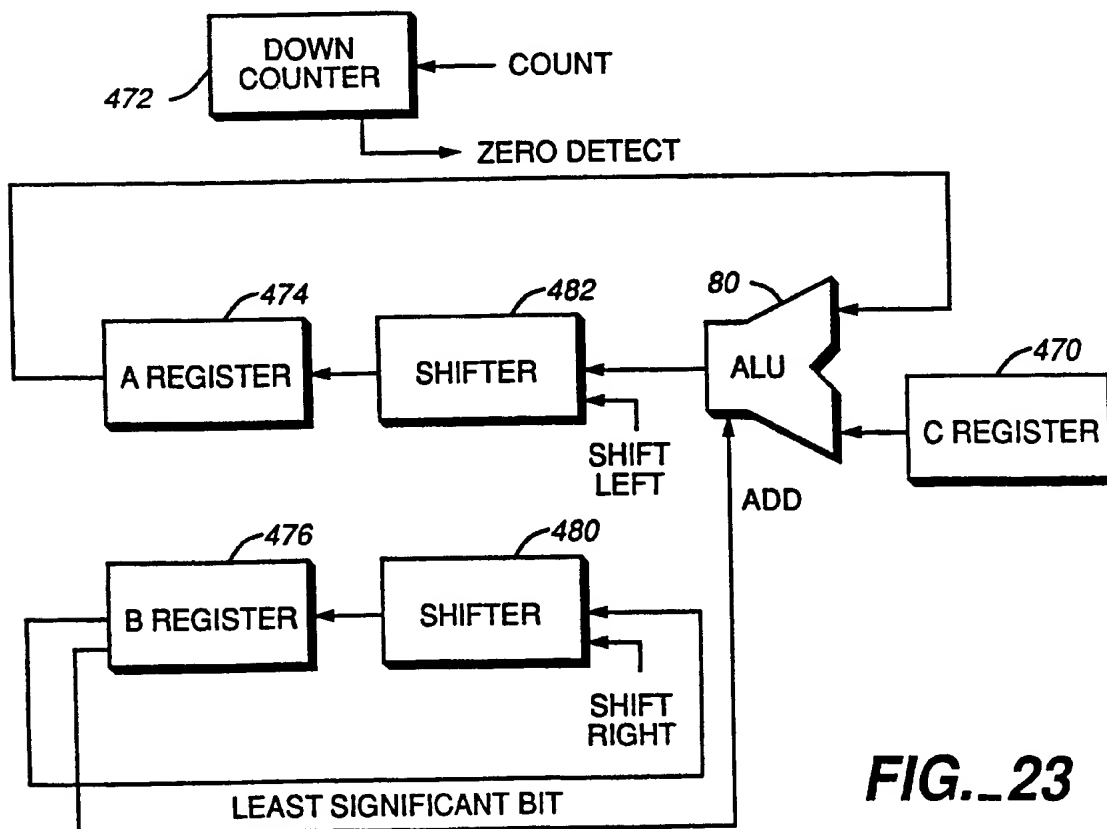 DOWN
COUNTER
472
COUNT
ZERO DETECT
474
482
80
470
A REGISTER
SHIFTER
ALU
C REGISTER
SHIFT
LEFT
ADD
476
480
B REGISTER
SHIFTER
SHIFT
RIGHT
LEAST SIGNIFICANT BIT
FIG._23